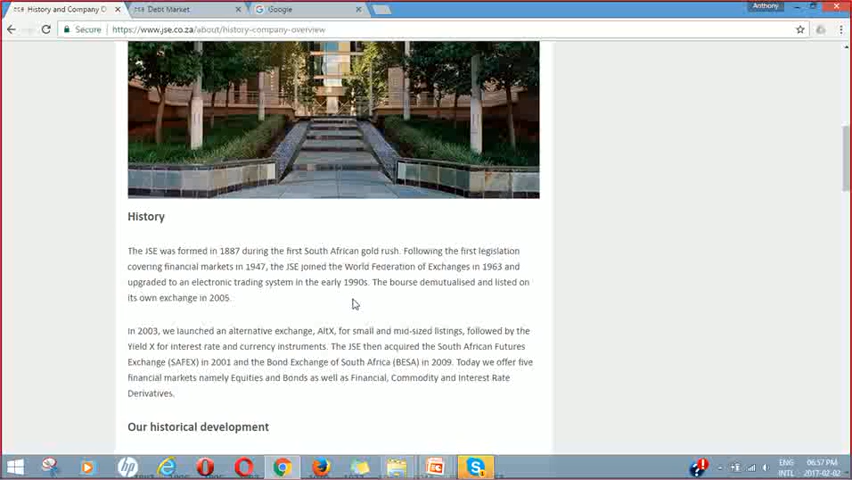 History and Company D
Debt Market
Google
Anthony
Secure
https://www.jse.co.za/about/history-company-overview
History
The JSE was formed in 1887 during the first South African gold rush. Following the first legislation
covering financial markets in 1947, the JSE joined the World Federation of Exchanges in 1963 and
upgraded to an electronic trading system in the early 1990s. The bourse demutualised and listed on
its own exchange in 2005.
In 2003, we launched an alternative exchange, AltX, for small and mid-sized listings, followed by the
Yield X for interest rate and currency instruments. The JSE then acquired the South African Futures
Exchange (SAFEX) in 2001 and the Bond Exchange of South Africa (BESA) in 2009. Today we offer five
financial markets namely Equities and Bonds as well as Financial, Commodity and Interest Rate
Derivatives.
Our historical development
ENG
INTL
06:57 PM
2017-02-02